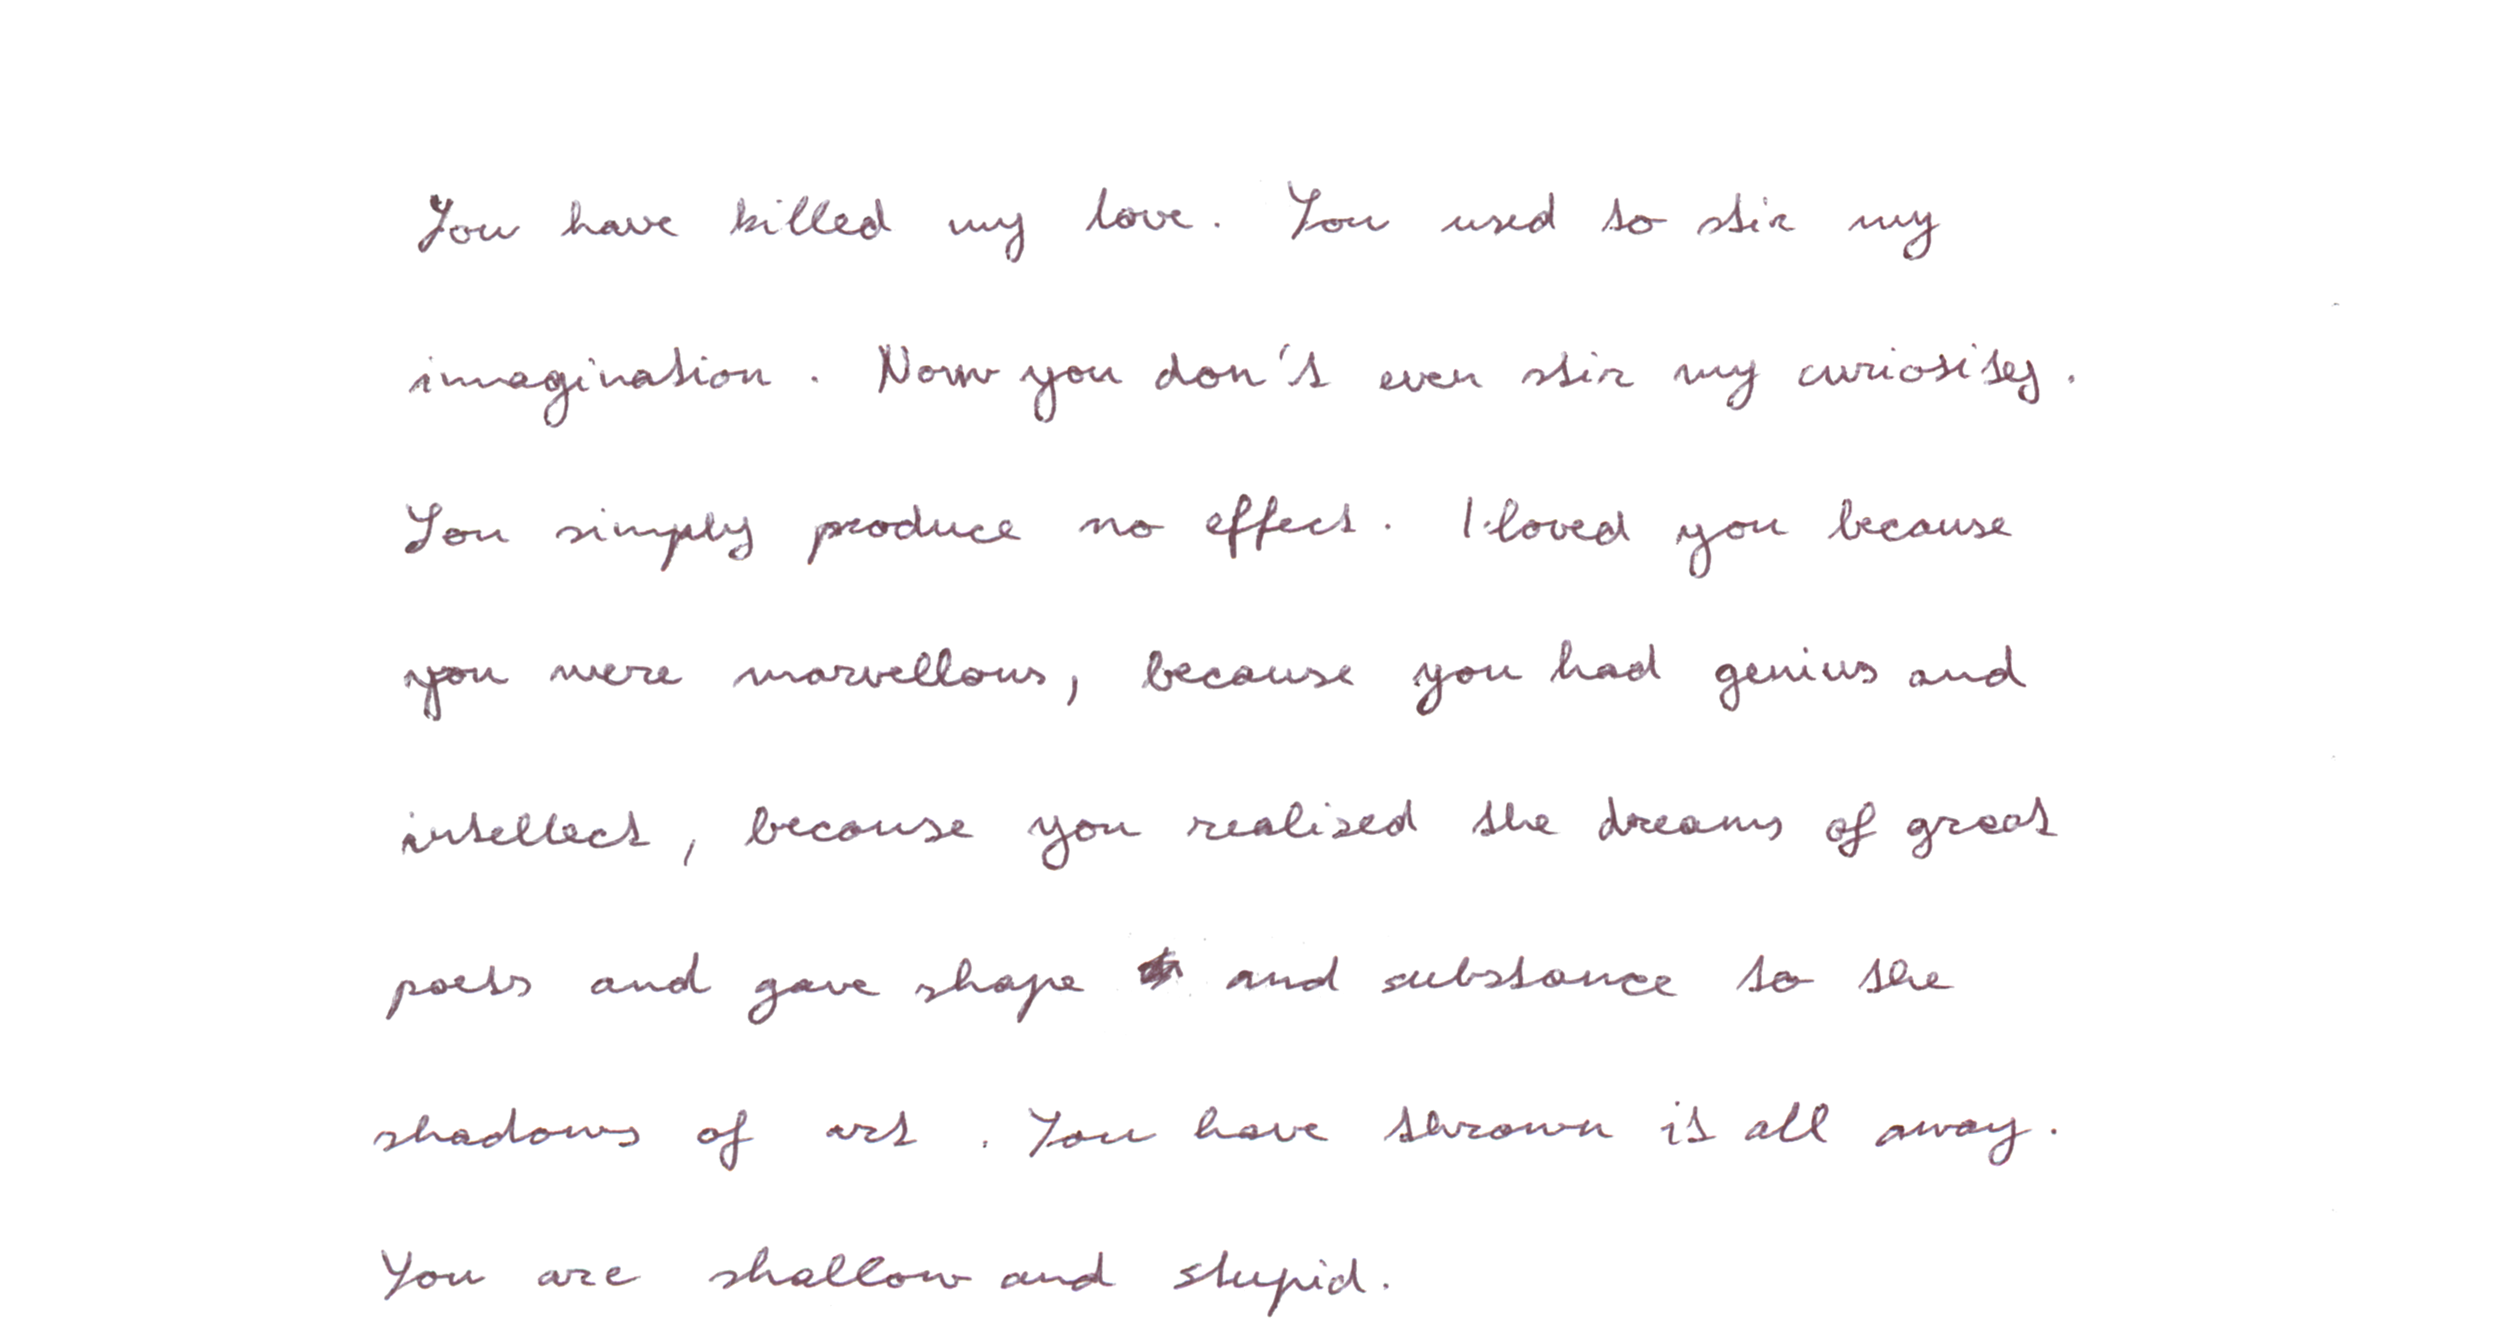 You have killed my love. You used to stir my
imagination. Now you don't even stir my curiosity.
You simply produce no effect. I loved you because
you were marvellous, because you had genius and
intellect, because you realised the dreams of great
poets and gave shape and substance to the
shadows of art. You have thrown it all away.
You are shallow and stupid.